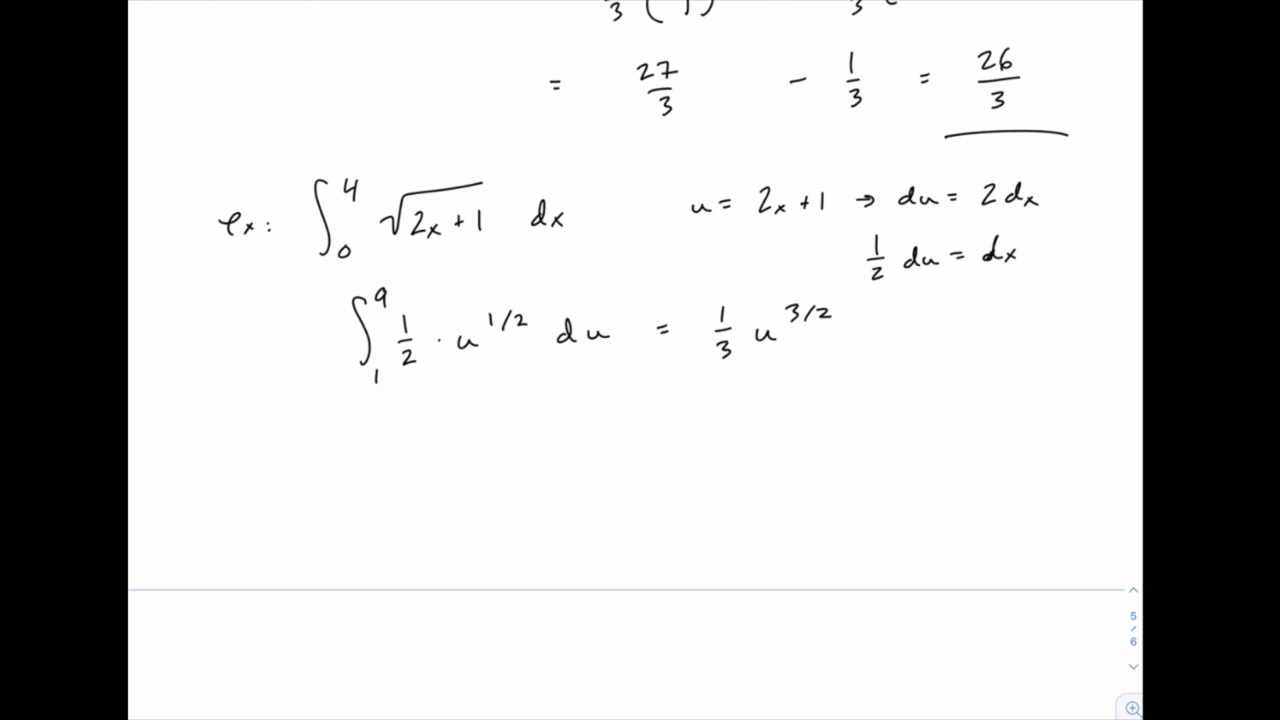 = 27/3 - 1/3 = 26/3
ex: ∫₀⁴ √(2x + 1) dx u = 2x + 1 → du = 2dx
1/2 du = dx
∫₁⁹ 1/2 · u^(1/2) du = 1/3 u^(3/2)
5
/
6